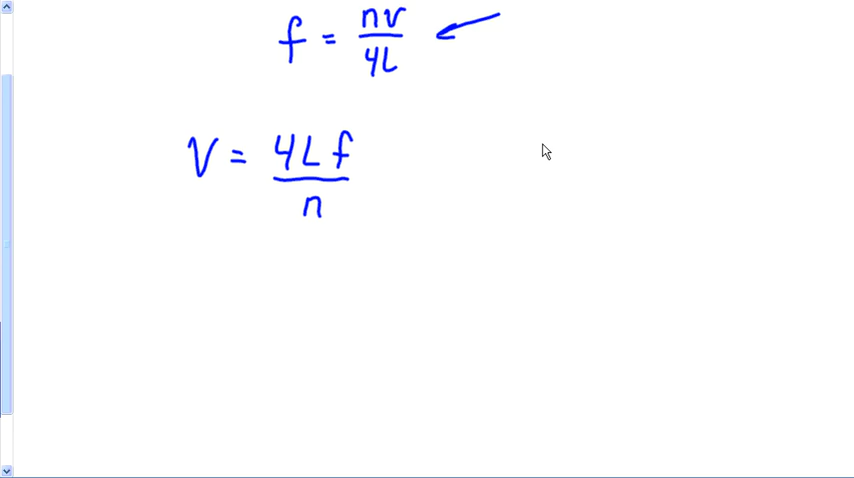 f = nv/4L
V = 4Lf/n